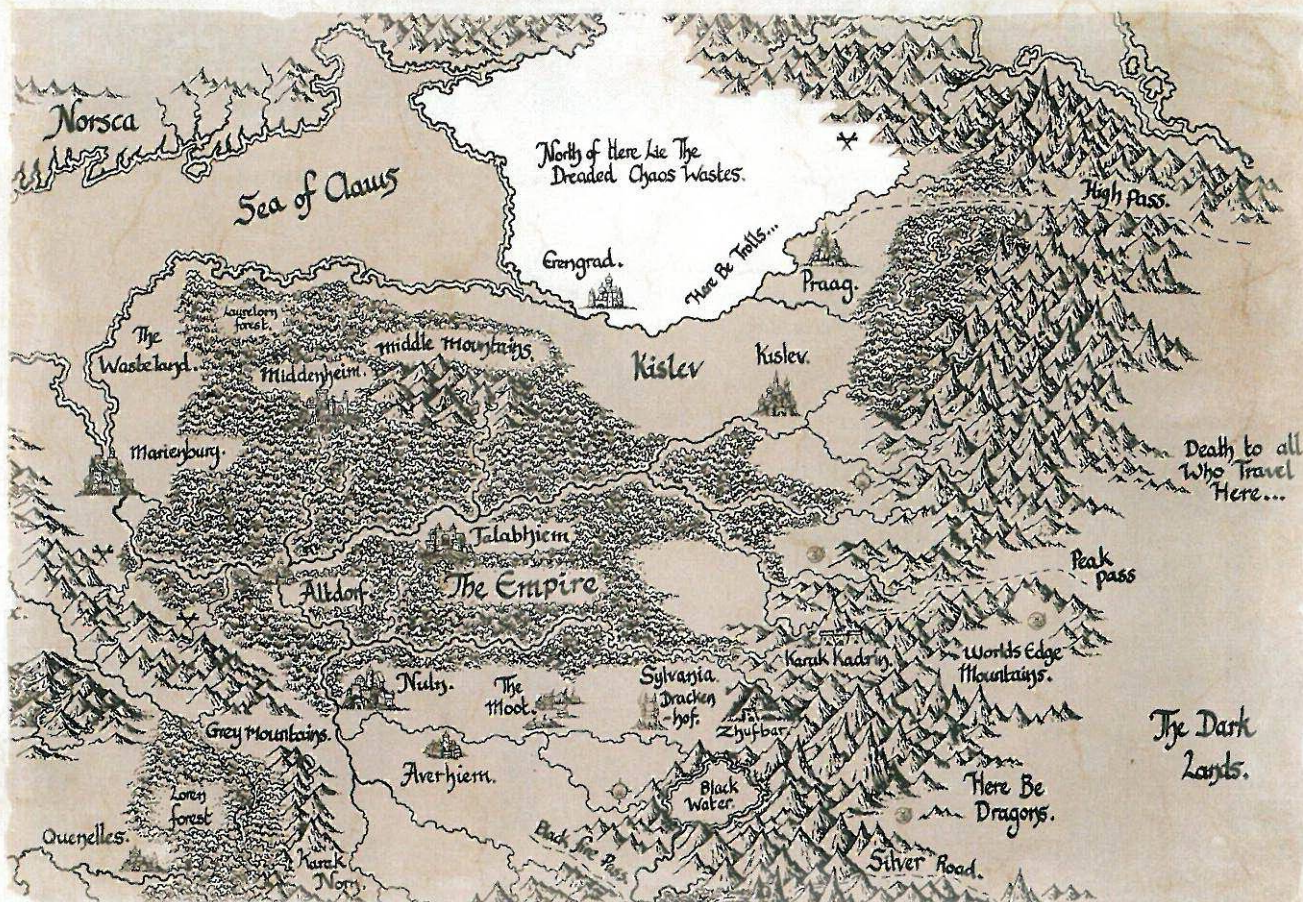 Norsca
Sea of Claws
North of Here Lie The
Dreaded Chaos Wastes.
High Pass.
Erengrad.
Here Be Trolls...
Praag.
Laurelorn
forest.
The
Wasteland.
Middle Mountains.
Middenheim.
Kislev
Kislev.
Marienburg.
Death to all
Who Travel
Here...
Talabhiem.
Peak
pass
Altdorf
The Empire
Karak Kadrin.
Worlds Edge
Mountains.
Nuln.
The
Moot.
Sylvania.
Dracken
-hof.
Zhufbar.
Grey Mountains.
The Dark
Lands.
Averhiem.
Black
Water.
Here Be
Dragons.
Loren
forest
Quenelles.
Black Fire Pass
Karak
Norn.
Silver Road.